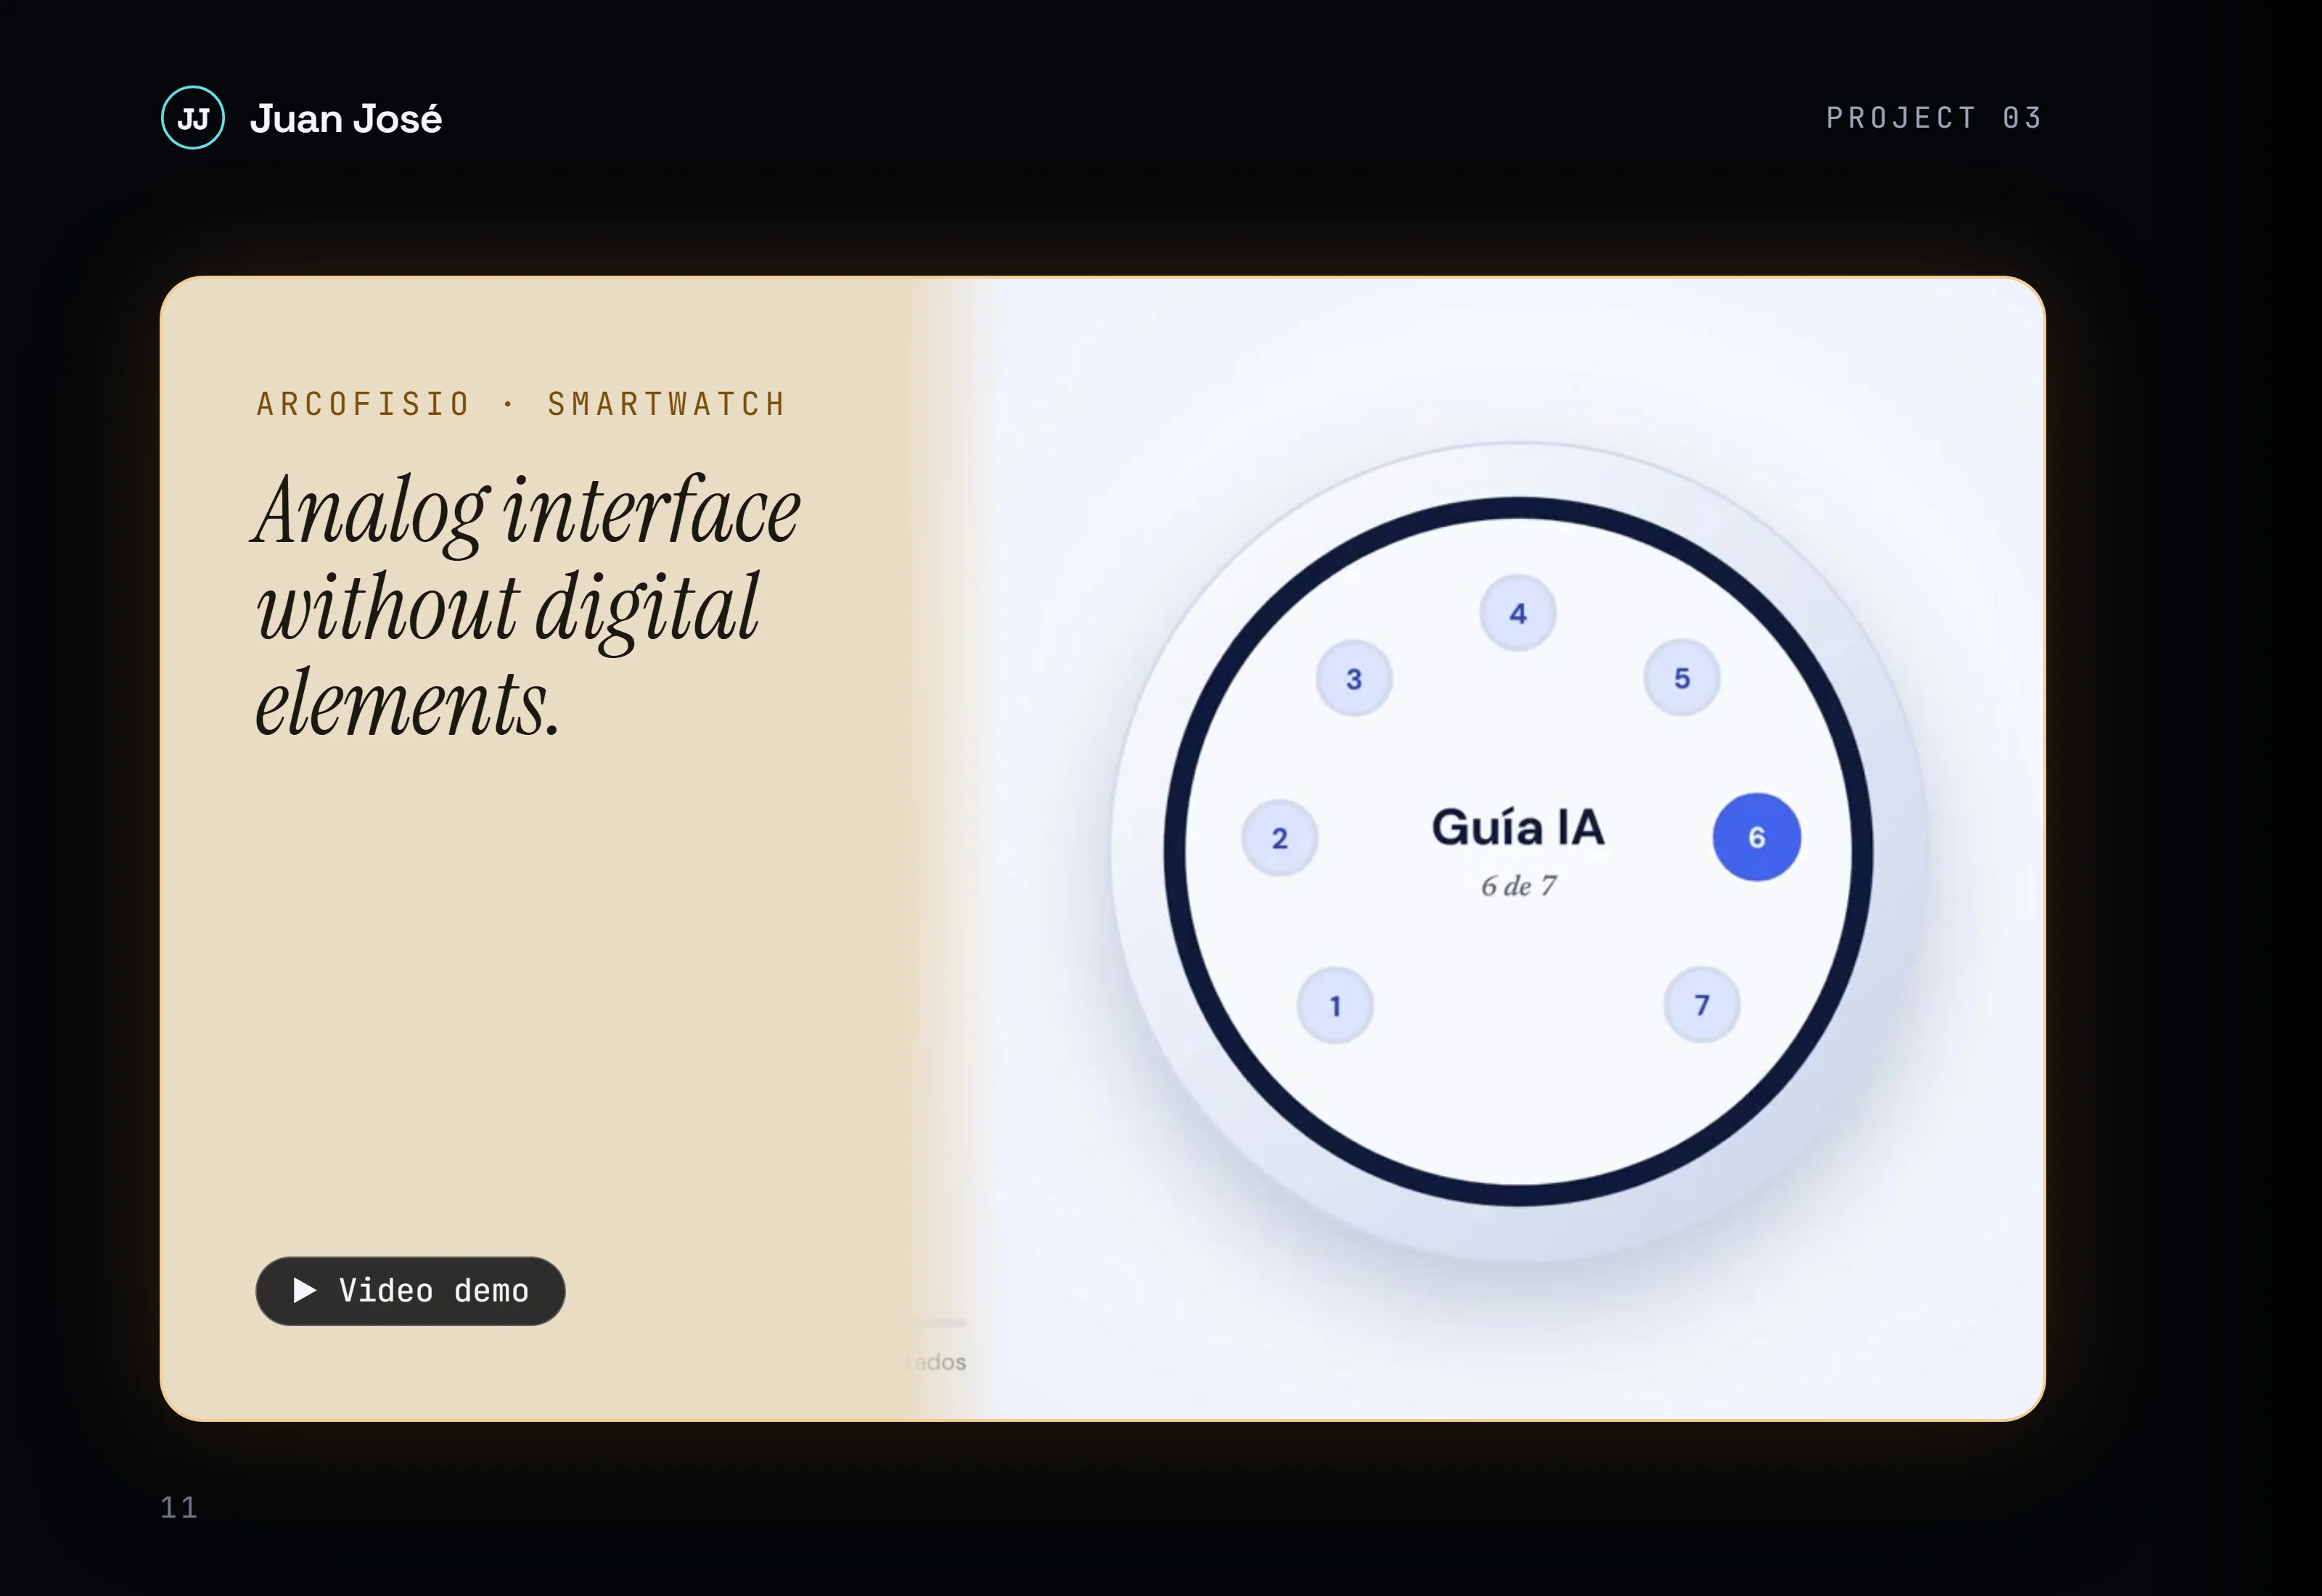 JJ Juan José
PROJECT 03
ARCOFISIO · SMARTWATCH
Analog interface
without digital
elements.
4
3
5
2
Guía IA
6
6 de 7
1
7
▶ Video demo
11